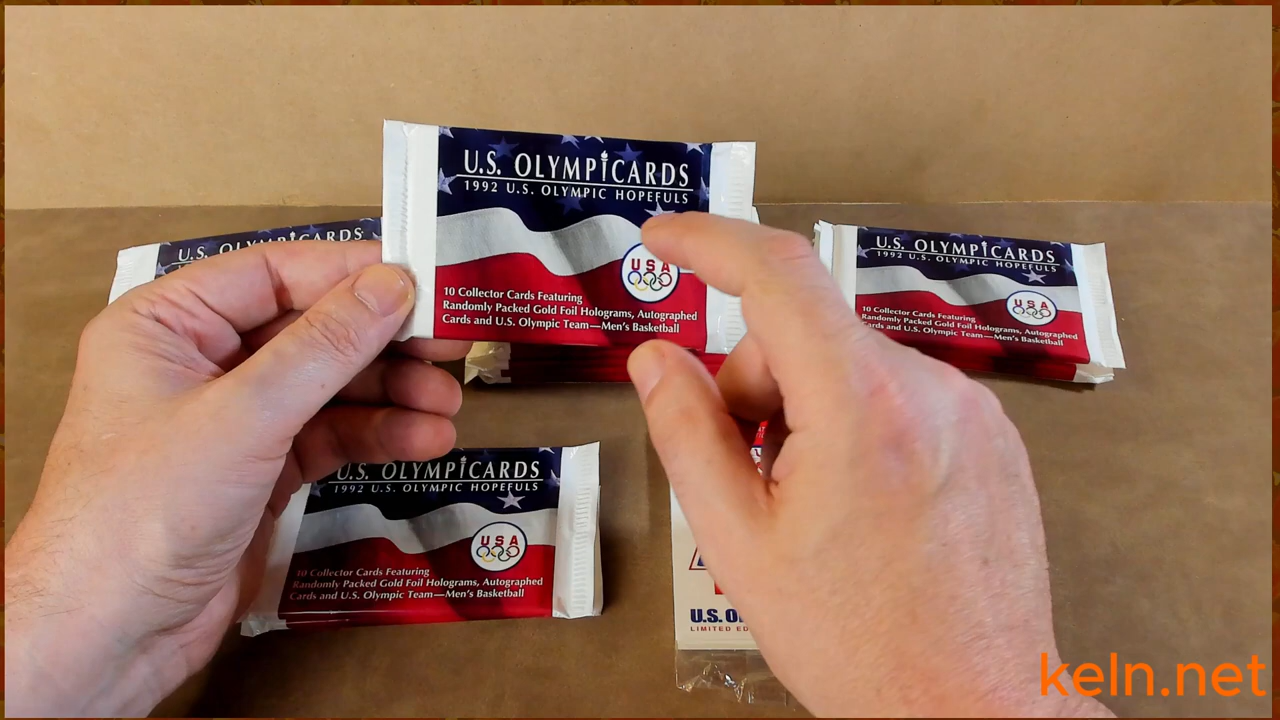 U.S. OLYMPICARDS
1992 U.S. OLYMPIC HOPEFULS
USA
10 Collector Cards Featuring
Randomly Packed Gold Foil Holograms, Autographed
Cards and U.S. Olympic Team—Men's Basketball
U.S. OLYMPICARDS
U.S. OLYMPICARDS
1992 U.S. OLYMPIC HOPEFULS
USA
10 Collector Cards Featuring
Randomly Packed Gold Foil Holograms, Autographed
Cards and U.S. Olympic Team—Men's Basketball
U.S. OLYMPICARDS
1992 U.S. OLYMPIC HOPEFULS
USA
10 Collector Cards Featuring
Randomly Packed Gold Foil Holograms, Autographed
Cards and U.S. Olympic Team—Men's Basketball
U.S.
LIMITED
keln.net